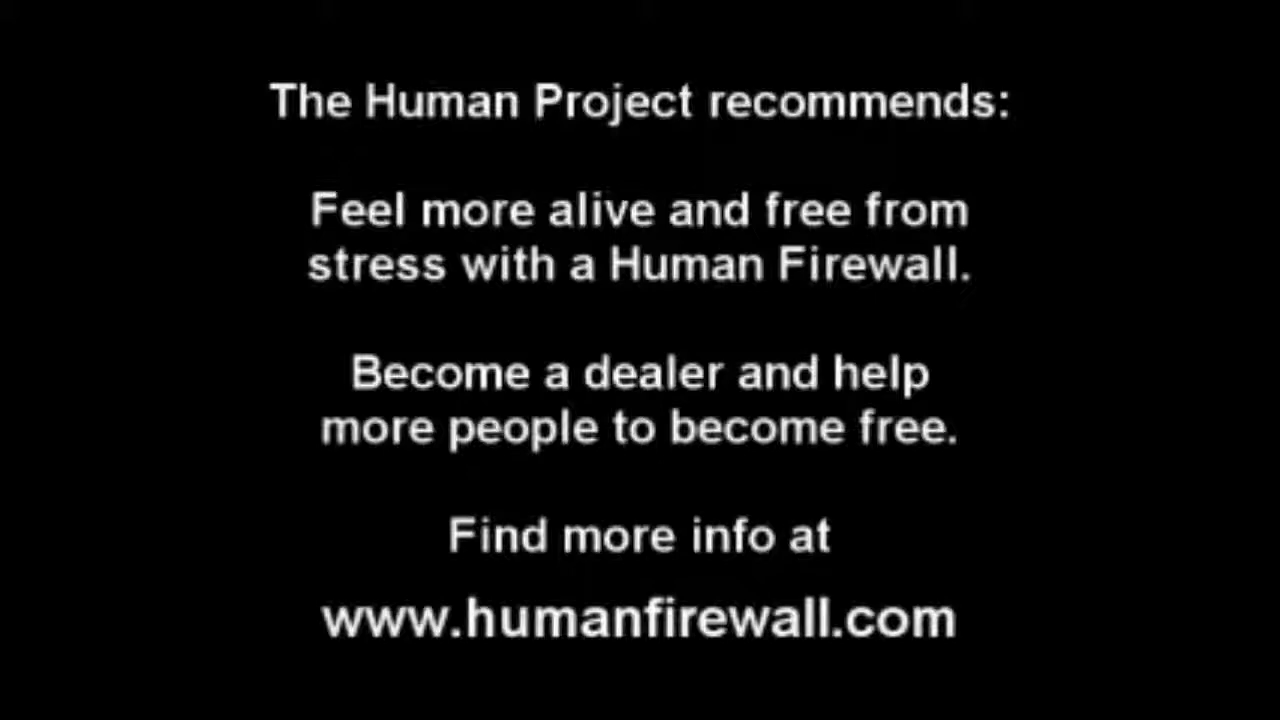 The Human Project recommends:
Feel more alive and free from
stress with a Human Firewall.
Become a dealer and help
more people to become free.
Find more info at
www.humanfirewall.com